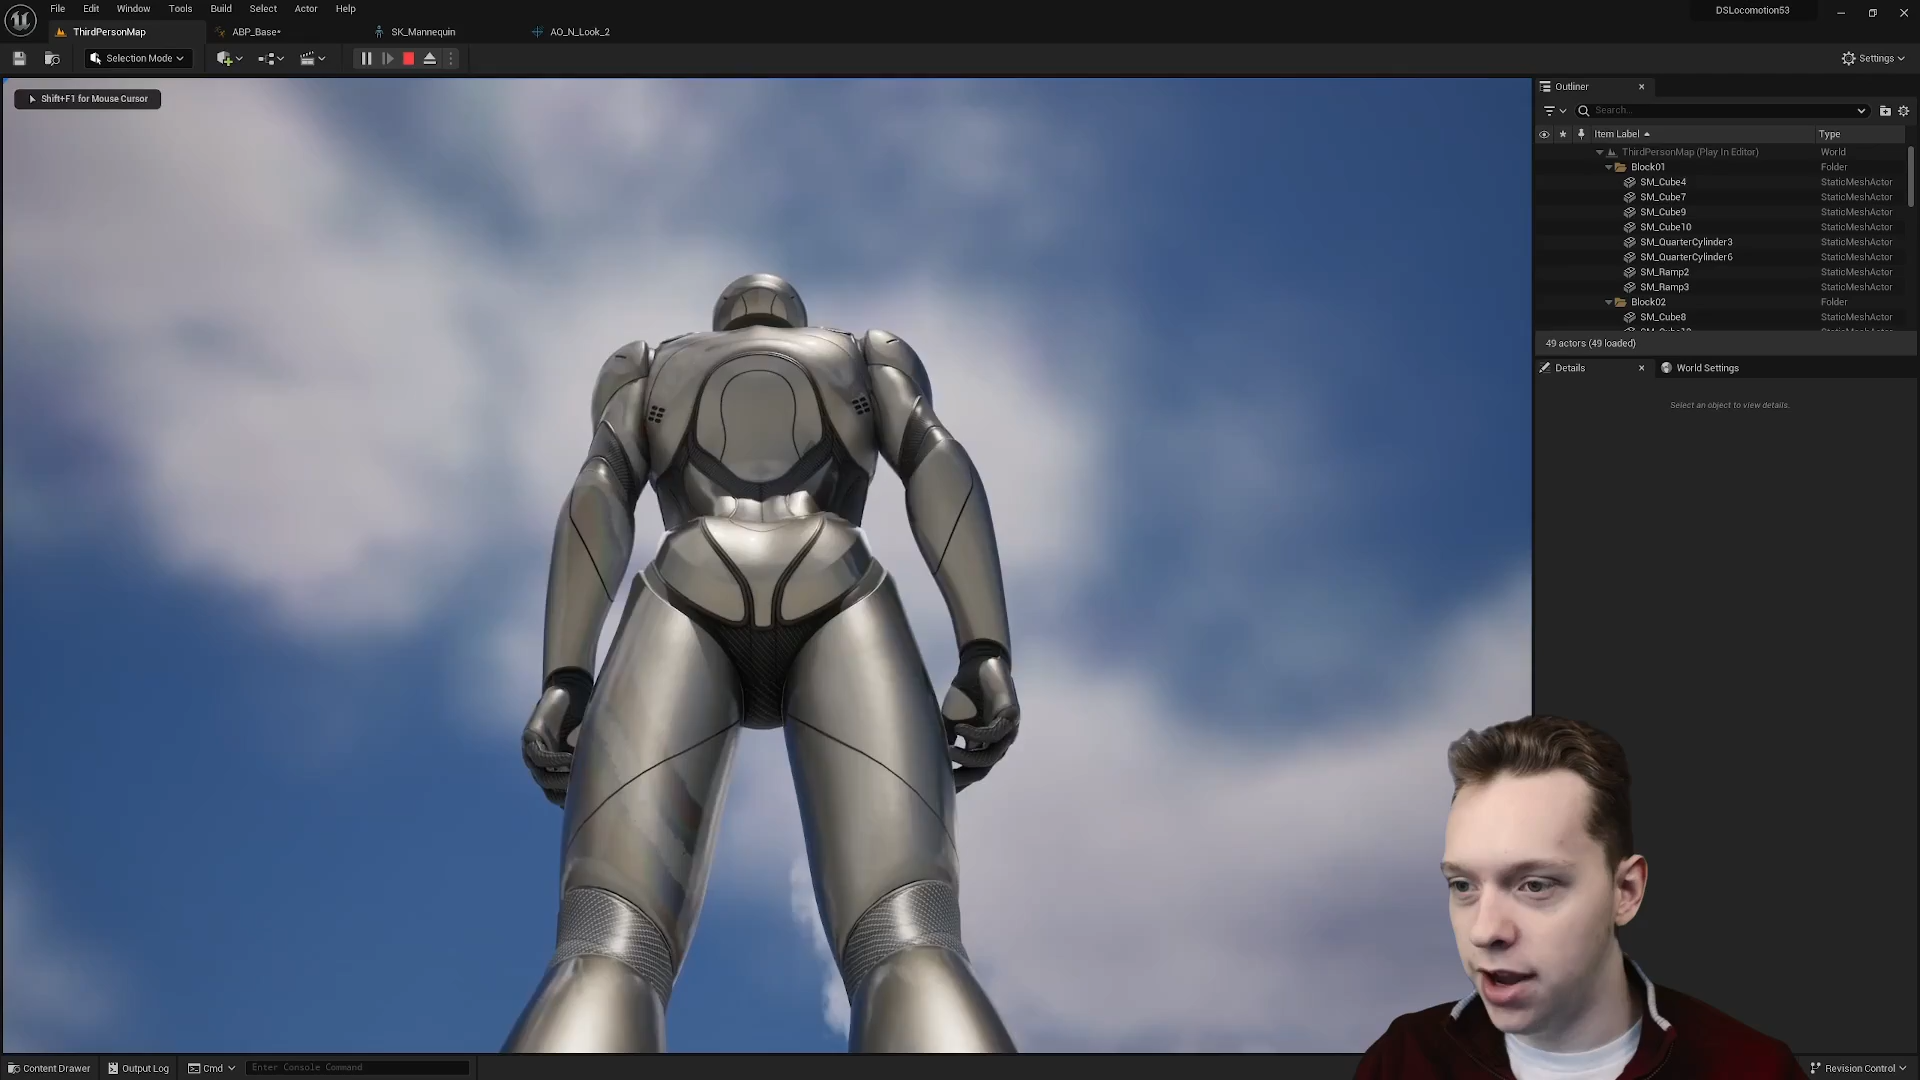 File Edit Window Tools Build Select Actor Help
DSLocomotion53
ThirdPersonMap
ABP_Base*
SK_Mannequin
AO_N_Look_2
Selection Mode
Settings
Shift+F1 for Mouse Cursor
Outliner
Search...
Item Label
Type
ThirdPersonMap (Play In Editor) World
Block01 Folder
SM_Cube4 StaticMeshActor
SM_Cube7 StaticMeshActor
SM_Cube9 StaticMeshActor
SM_Cube10 StaticMeshActor
SM_QuarterCylinder3 StaticMeshActor
SM_QuarterCylinder6 StaticMeshActor
SM_Ramp2 StaticMeshActor
SM_Ramp3 StaticMeshActor
Block02 Folder
SM_Cube8 StaticMeshActor
49 actors (49 loaded)
Details
World Settings
Select an object to view details.
Content Drawer
Output Log
Cmd
Enter Console Command
Revision Control